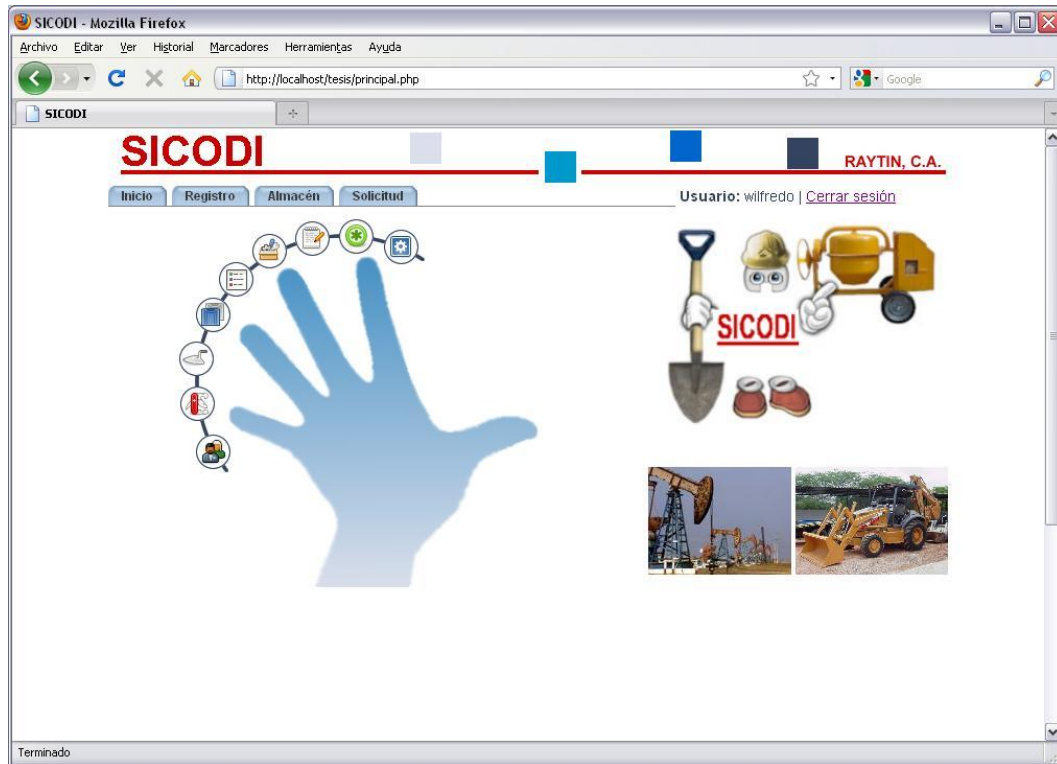 SICODI - Mozilla Firefox
Archivo Editar Ver Historial Marcadores Herramientas Ayuda
http://localhost/tesis/principal.php
Google
SICODI
SICODI
RAYTIN, C.A.
Inicio Registro Almacén Solicitud
Usuario: wilfredo | Cerrar sesión
SICODI
Terminado